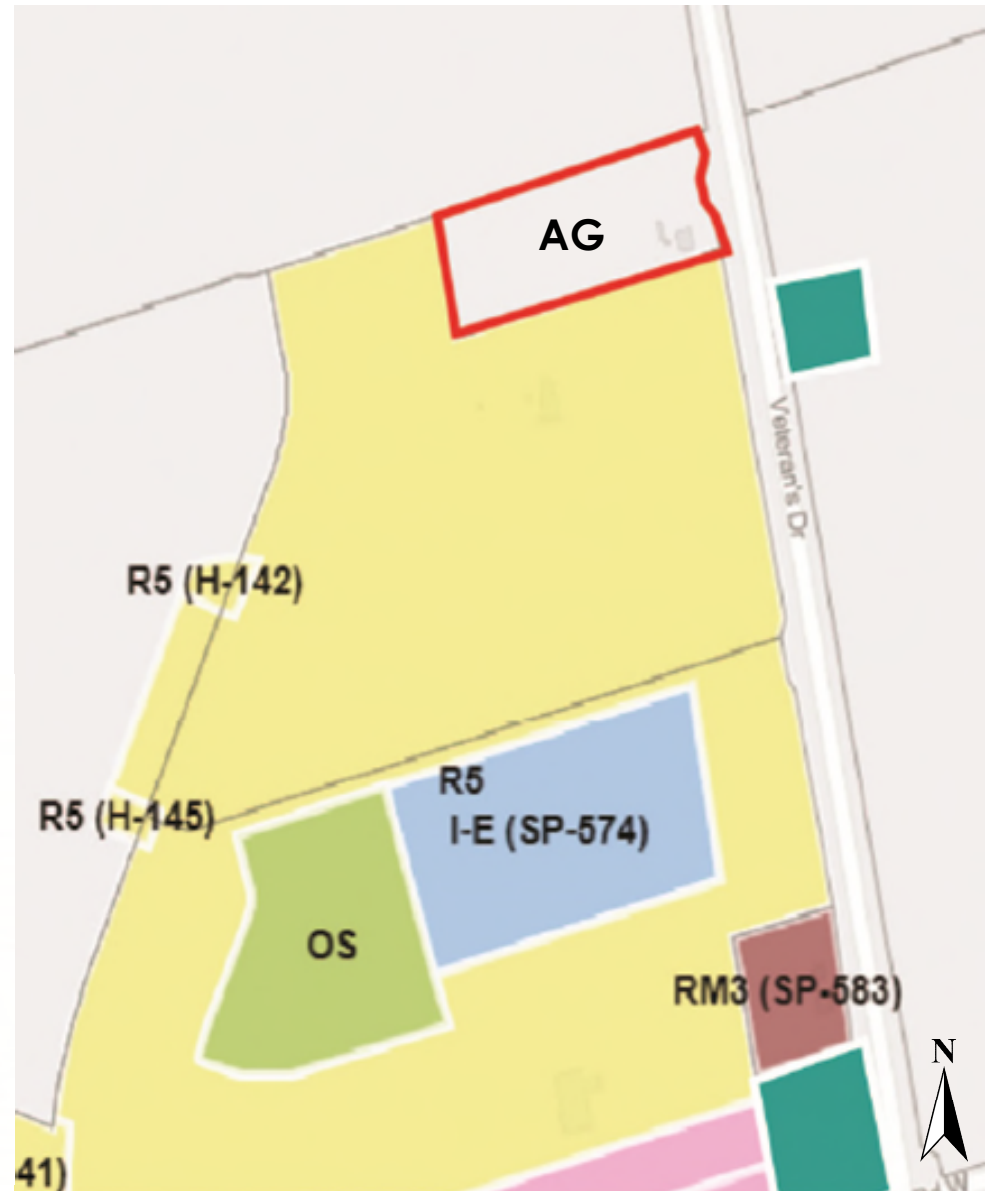 AG
Veteran's Dr
R5 (H-142)
R5
R5 (H-145)
I-E (SP-574)
OS
RM3 (SP-583)
N
41)